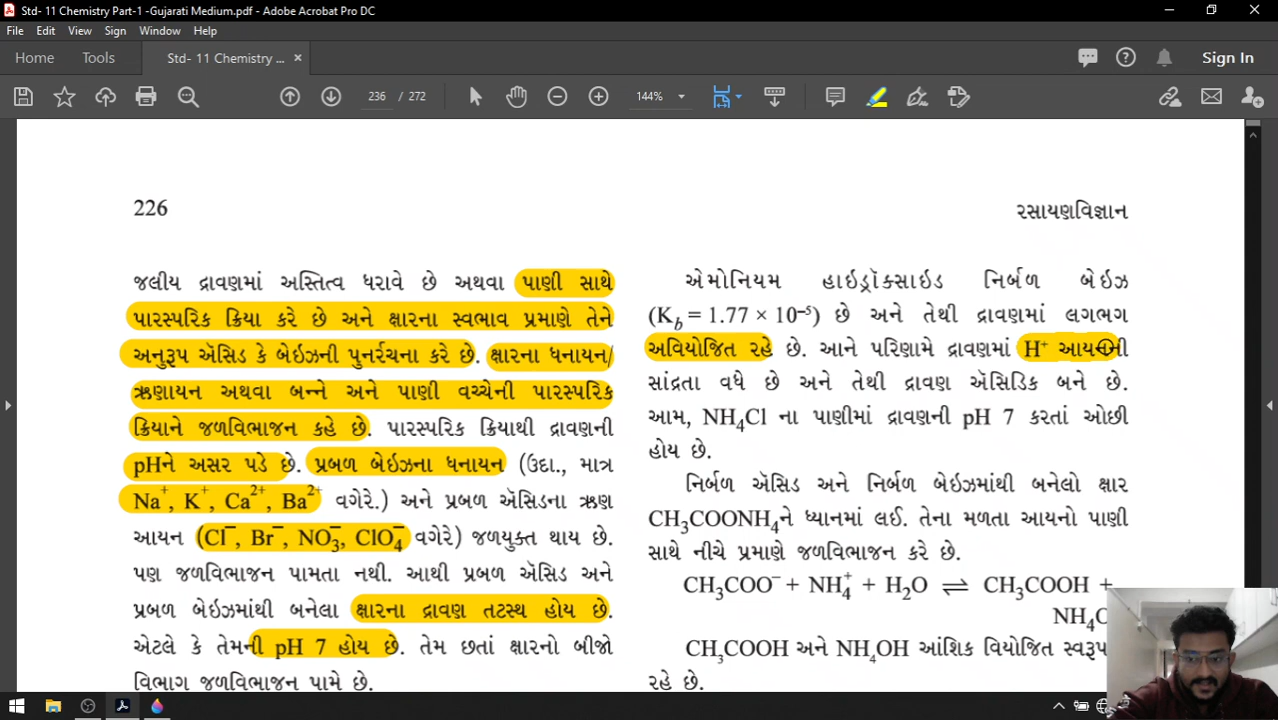 Std- 11 Chemistry Part-1 -Gujarati Medium.pdf - Adobe Acrobat Pro DC
File Edit View Sign Window Help
Home Tools Std- 11 Chemistry ... × Sign In
236 / 272 144%
226 રસાયણવિજ્ઞાન
જલીય દ્રાવણમાં અસ્તિત્વ ધરાવે છે અથવા પાણી સાથે
પારસ્પરિક ક્રિયા કરે છે અને ક્ષારના સ્વભાવ પ્રમાણે તેને
અનુરૂપ ઍસિડ કે બેઇઝની પુનર્રચના કરે છે. ક્ષારના ધનાયન/
ઋણાયન અથવા બન્ને અને પાણી વચ્ચેની પારસ્પરિક
ક્રિયાને જળવિભાજન કહે છે. પારસ્પરિક ક્રિયાથી દ્રાવણની
pHને અસર પડે છે. પ્રબળ બેઇઝના ધનાયન (ઉદા., માત્ર
Na⁺, K⁺, Ca²⁺, Ba²⁺ વગેરે.) અને પ્રબળ ઍસિડના ઋણ
આયન (Cl⁻, Br⁻, NO₃⁻, ClO₄⁻ વગેરે) જળયુક્ત થાય છે.
પણ જળવિભાજન પામતા નથી. આથી પ્રબળ ઍસિડ અને
પ્રબળ બેઇઝમાંથી બનેલા ક્ષારના દ્રાવણ તટસ્થ હોય છે.
એટલે કે તેમની pH 7 હોય છે. તેમ છતાં ક્ષારનો બીજો
વિભાગ જળવિભાજન પામે છે.
એમોનિયમ હાઇડ્રૉક્સાઇડ નિર્બળ બેઇઝ
(K_b = 1.77 × 10⁻⁵) છે અને તેથી દ્રાવણમાં લગભગ
અવિયોજિત રહે છે. આને પરિણામે દ્રાવણમાં H⁺ આયનની
સાંદ્રતા વધે છે અને તેથી દ્રાવણ ઍસિડિક બને છે.
આમ, NH₄Cl ના પાણીમાં દ્રાવણની pH 7 કરતાં ઓછી
હોય છે.
નિર્બળ ઍસિડ અને નિર્બળ બેઇઝમાંથી બનેલો ક્ષાર
CH₃COONH₄ને ધ્યાનમાં લઈ. તેના મળતા આયનો પાણી
સાથે નીચે પ્રમાણે જળવિભાજન કરે છે.
CH₃COO⁻ + NH₄⁺ + H₂O ⇌ CH₃COOH +
CH₃COOH અને NH₄OH આંશિક વિયોજિત
રહે છે.